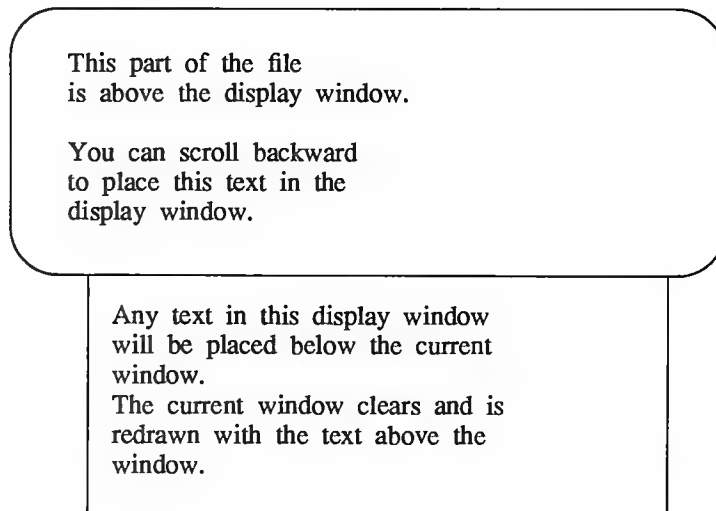 This part of the file
is above the display window.
You can scroll backward
to place this text in the
display window.
Any text in this display window
will be placed below the current
window.
The current window clears and is
redrawn with the text above the
window.